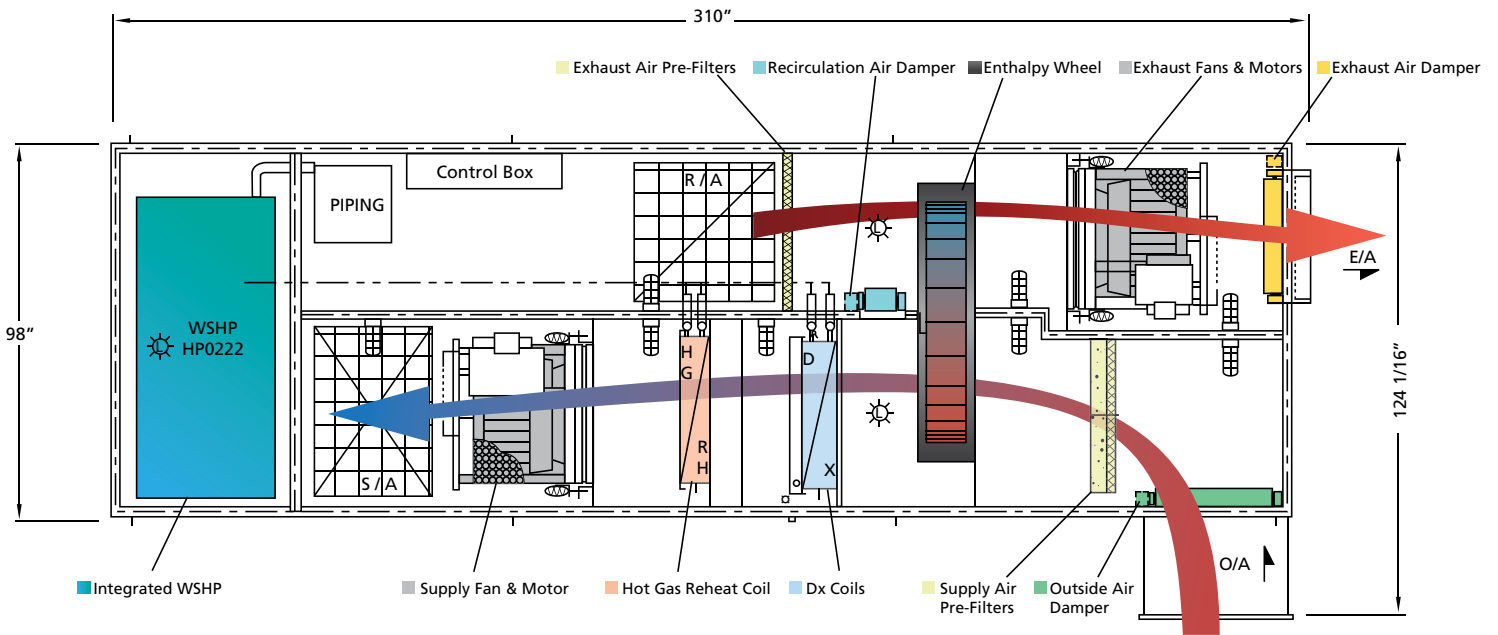 310”
Exhaust Air Pre-Filters
Recirculation Air Damper
Enthalpy Wheel
Exhaust Fans & Motors
Exhaust Air Damper
98”
124 1/16”
Control Box
PIPING
R / A
L
E/A
WSHP
HP0222
L
H
G
R
H
D
X
L
S / A
O/A
Integrated WSHP
Supply Fan & Motor
Hot Gas Reheat Coil
Dx Coils
Supply Air
Pre-Filters
Outside Air
Damper